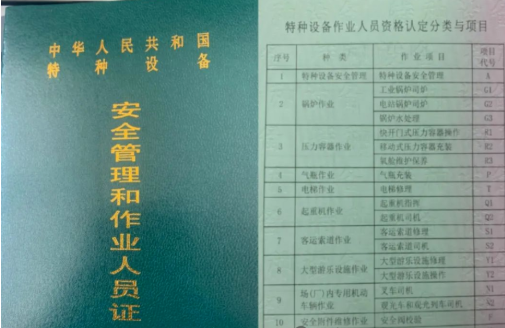 中华人民共和国
特种设备
安全管理和作业人员证
特种设备作业人员资格认定分类与项目
序号 种类 作业项目 项目代号
1 特种设备安全管理 特种设备安全管理 A
2 锅炉作业 工业锅炉司炉 G1
电站锅炉司炉 G2
锅炉水处理 G3
3 压力容器作业 快开门式压力容器操作 R1
移动式压力容器充装 R2
氧舱维护保养 R3
4 气瓶作业 气瓶充装 P
5 电梯作业 电梯修理 T
6 起重机作业 起重机指挥 Q1
起重机司机 Q2
7 客运索道作业 客运索道修理 S1
客运索道司机 S2
8 大型游乐设施作业 大型游乐设施修理 Y1
大型游乐设施操作 Y2
9 场(厂)内专用机动车辆作业 叉车司机 N1
观光车和观光列车司机 N2
10 安全附件维修作业 安全阀校验 F